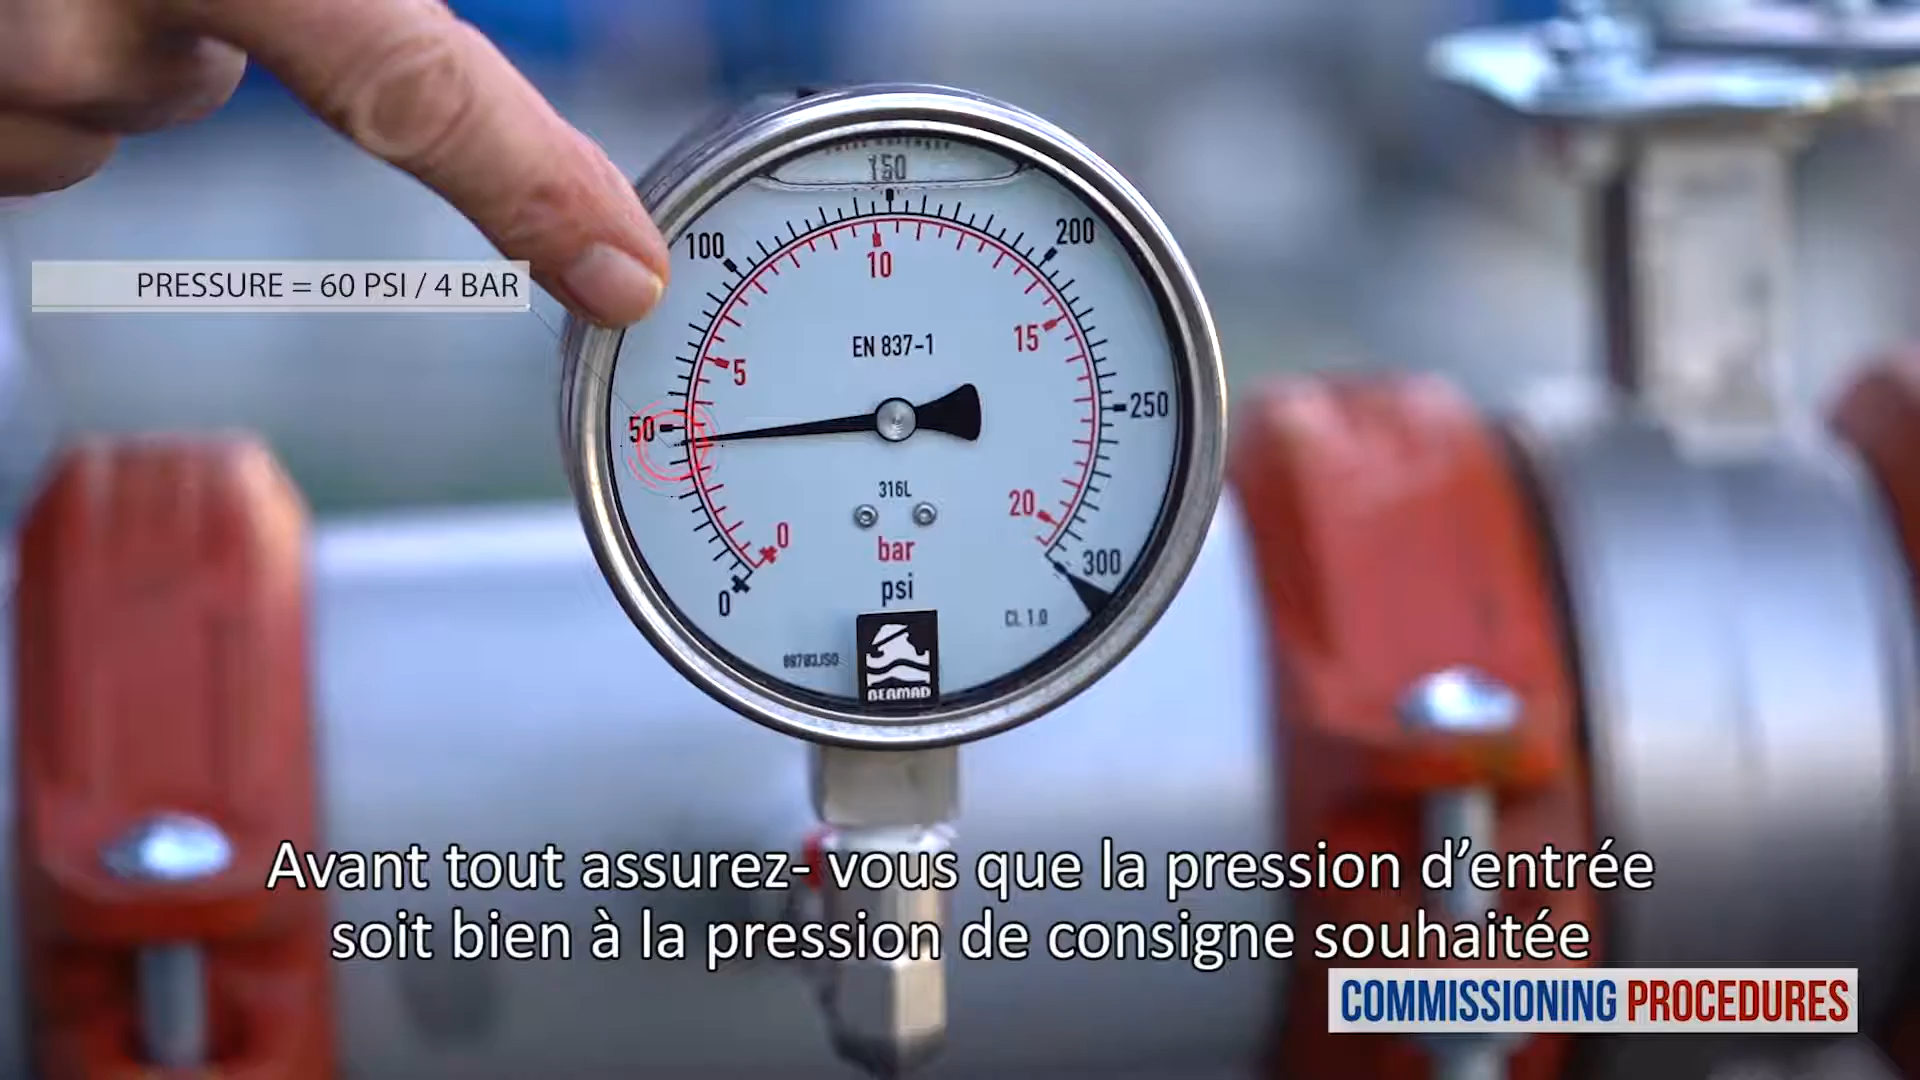 150
100
200
10
PRESSURE = 60 PSI / 4 BAR
EN 837-1
15
5
50
250
316L
20
0
bar
300
psi
0
CL 1.0
BERMAD
Avant tout assurez- vous que la pression d’entrée
soit bien à la pression de consigne souhaitée
COMMISSIONING PROCEDURES